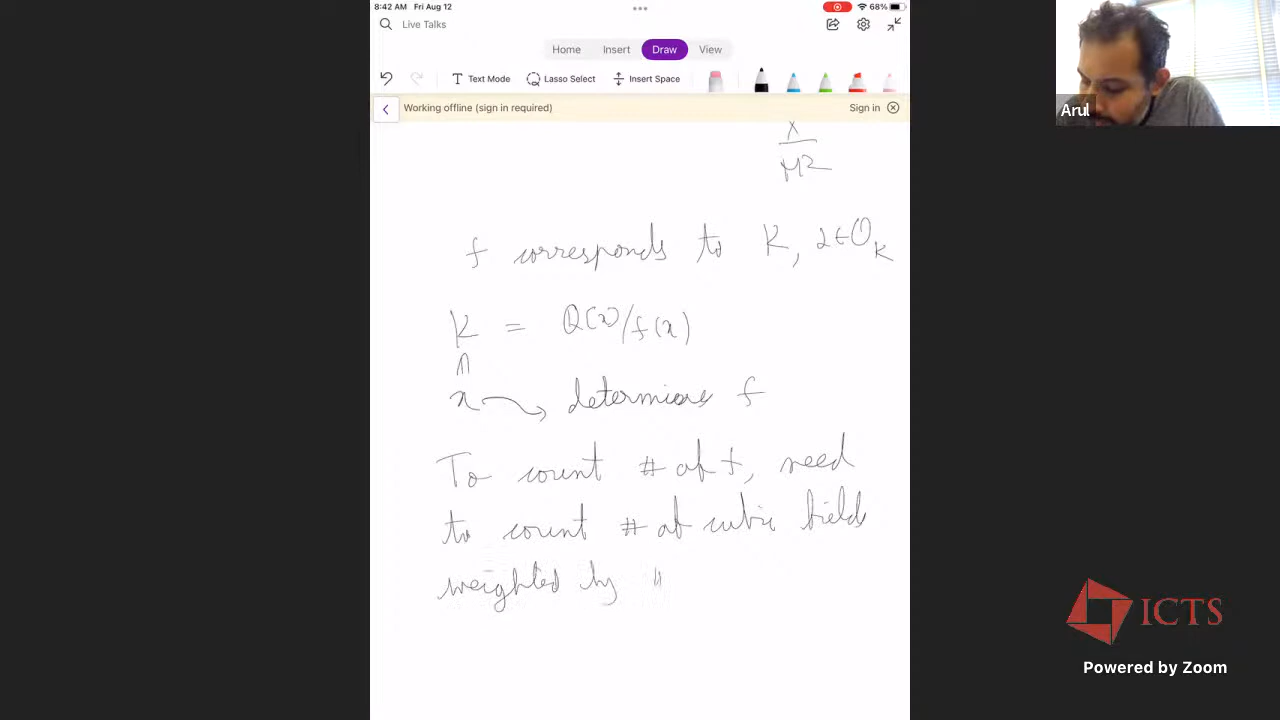 8:42 AM Fri Aug 12
68%
Live Talks
Home Insert Draw View
Text Mode Lasso Select Insert Space
Working offline (sign in required) Sign in
Arul
X
M2
f corresponds to K, α ∈ O_K
K = Q(x)/f(x)
x determines f
To count # of f, need
to count # of cubic fields
weighted by #
ICTS
Powered by Zoom